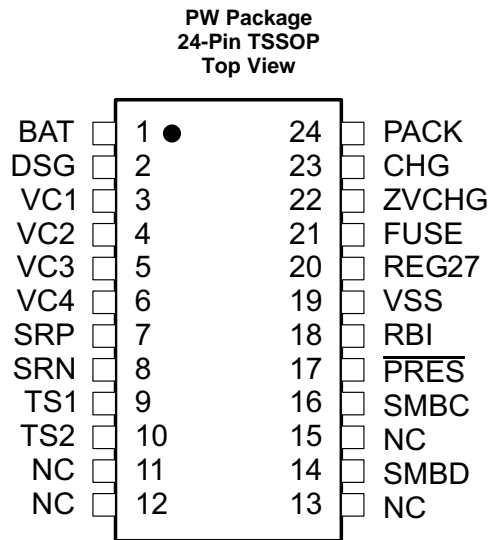 PW Package
24-Pin TSSOP
Top View
BAT 1 24 PACK
DSG 2 23 CHG
VC1 3 22 ZVCHG
VC2 4 21 FUSE
VC3 5 20 REG27
VC4 6 19 VSS
SRP 7 18 RBI
SRN 8 17 PRES
TS1 9 16 SMBC
TS2 10 15 NC
NC 11 14 SMBD
NC 12 13 NC